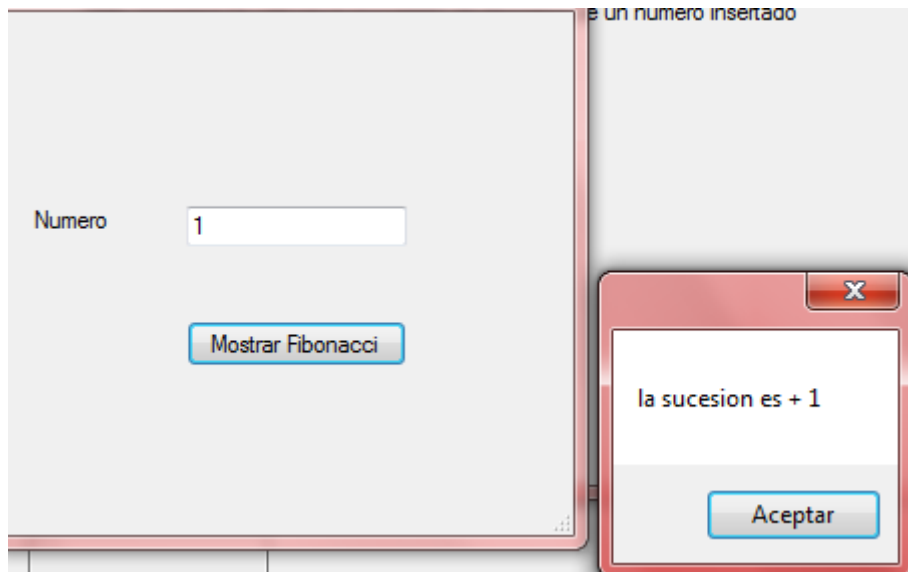 e un numero insertado
Numero
1
Mostrar Fibonacci
la sucesion es + 1
Aceptar